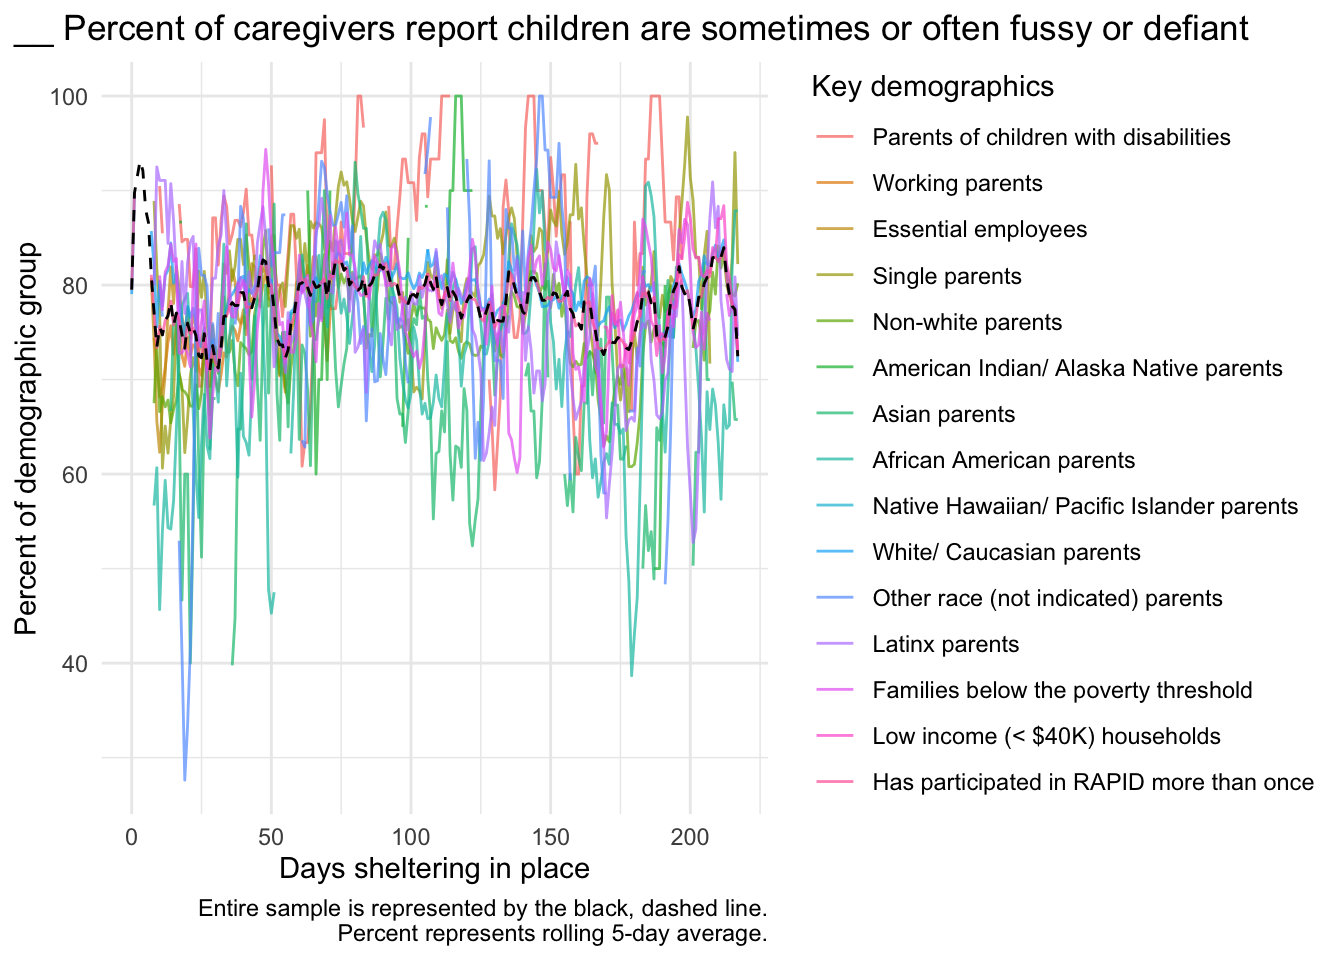 __ Percent of caregivers report children are sometimes or often fussy or defiant
Percent of demographic group
100
80
60
40
0
50
100
150
200
Days sheltering in place
Entire sample is represented by the black, dashed line.
Percent represents rolling 5-day average.
Key demographics
Parents of children with disabilities
Working parents
Essential employees
Single parents
Non-white parents
American Indian/ Alaska Native parents
Asian parents
African American parents
Native Hawaiian/ Pacific Islander parents
White/ Caucasian parents
Other race (not indicated) parents
Latinx parents
Families below the poverty threshold
Low income (< $40K) households
Has participated in RAPID more than once